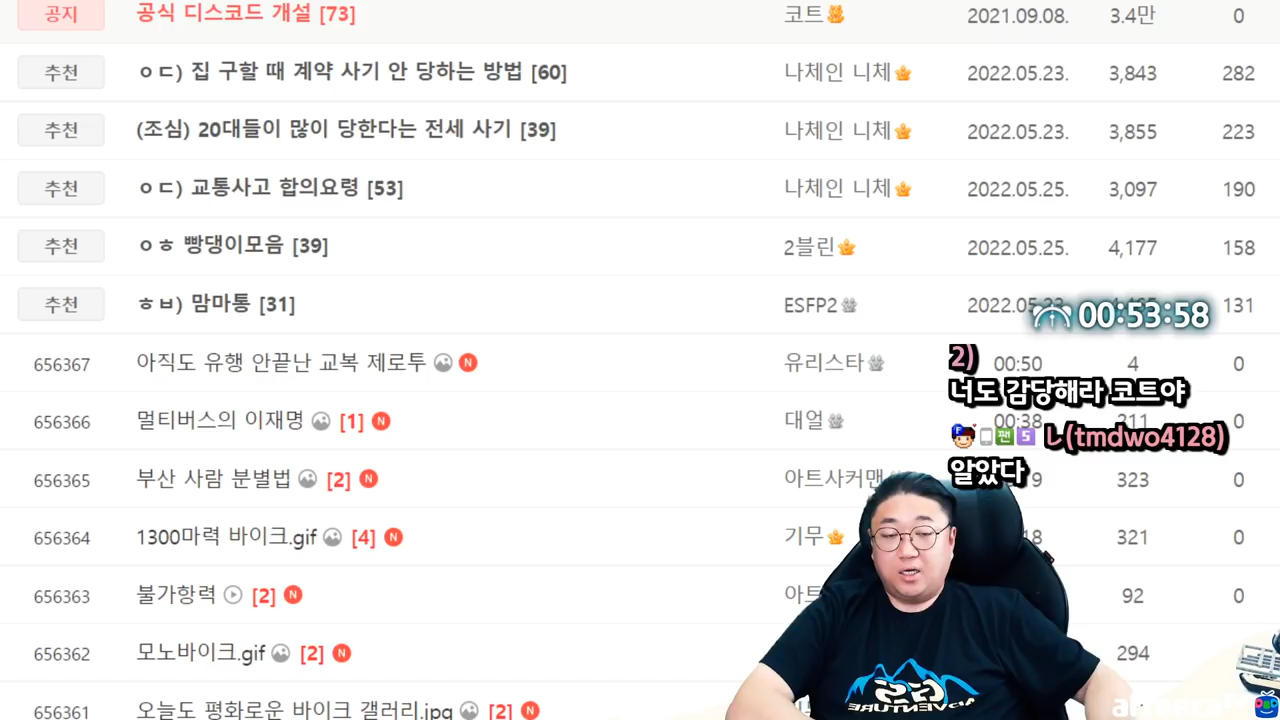 공지 공식 디스코드 개설 [73] 코트 2021.09.08. 3.4만 0
추천 ㅇㄷ) 집 구할 때 계약 사기 안 당하는 방법 [60] 나체인 니체 2022.05.23. 3,843 282
추천 (조심) 20대들이 많이 당한다는 전세 사기 [39] 나체인 니체 2022.05.23. 3,855 223
추천 ㅇㄷ) 교통사고 합의요령 [53] 나체인 니체 2022.05.25. 3,097 190
추천 ㅇㅎ 빵댕이모음 [39] 2블린 2022.05.25. 4,177 158
추천 ㅎㅂ) 맘마통 [31] ESFP2 131
00:53:58
656367 아직도 유행 안끝난 교복 제로투 N 유리스타 00:50 4 0
2)
너도 감당해라 코트야
656366 멀티버스의 이재명 [1] N 대얼 00:38 211 0
ㄴ(tmdwo4128)
알았다
656365 부산 사람 분별법 [2] N 아트사커맨 323 0
656364 1300마력 바이크.gif [4] N 기무 18 321 0
656363 불가항력 [2] N 아트 92 0
656362 모노바이크.gif [2] N 294
656361 오늘도 평화로운 바이크 갤러리.jpg [2] N
ADVENTURE